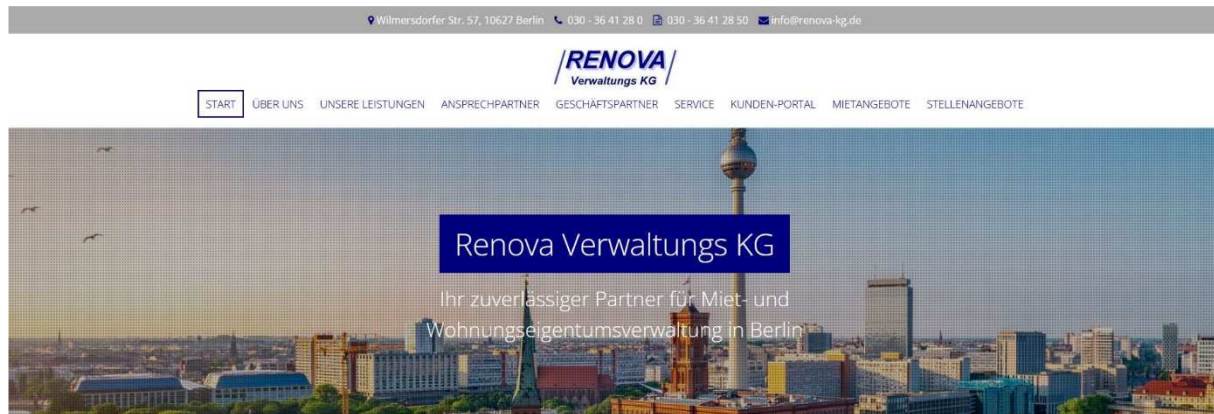 Wilmersdorfer Str. 57, 10627 Berlin 030 - 36 41 28 0 030 - 36 41 28 50 info@renova-kg.de
/RENOVA/
Verwaltungs KG
START ÜBER UNS UNSERE LEISTUNGEN ANSPRECHPARTNER GESCHÄFTSPARTNER SERVICE KUNDEN-PORTAL MIETANGEBOTE STELLENANGEBOTE
Renova Verwaltungs KG
Ihr zuverlässiger Partner für Miet- und
Wohnungseigentumsverwaltung in Berlin